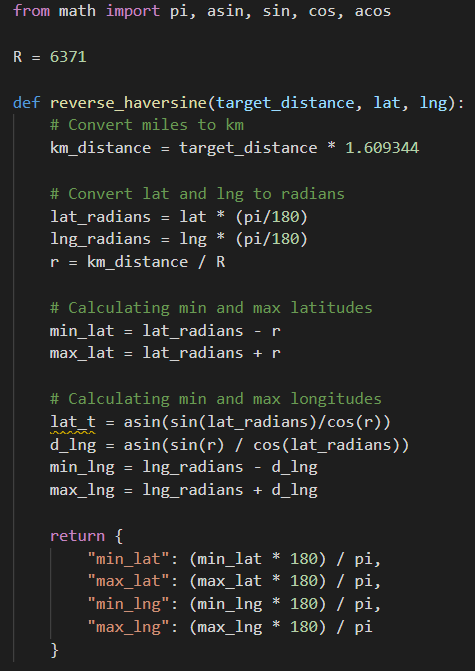 from math import pi, asin, sin, cos, acos
R = 6371
def reverse_haversine(target_distance, lat, lng):
    # Convert miles to km
    km_distance = target_distance * 1.609344
    # Convert lat and lng to radians
    lat_radians = lat * (pi/180)
    lng_radians = lng * (pi/180)
    r = km_distance / R
    # Calculating min and max latitudes
    min_lat = lat_radians - r
    max_lat = lat_radians + r
    # Calculating min and max longitudes
    lat_t = asin(sin(lat_radians)/cos(r))
    d_lng = asin(sin(r) / cos(lat_radians))
    min_lng = lng_radians - d_lng
    max_lng = lng_radians + d_lng
    return {
        "min_lat": (min_lat * 180) / pi,
        "max_lat": (max_lat * 180) / pi,
        "min_lng": (min_lng * 180) / pi,
        "max_lng": (max_lng * 180) / pi
    }